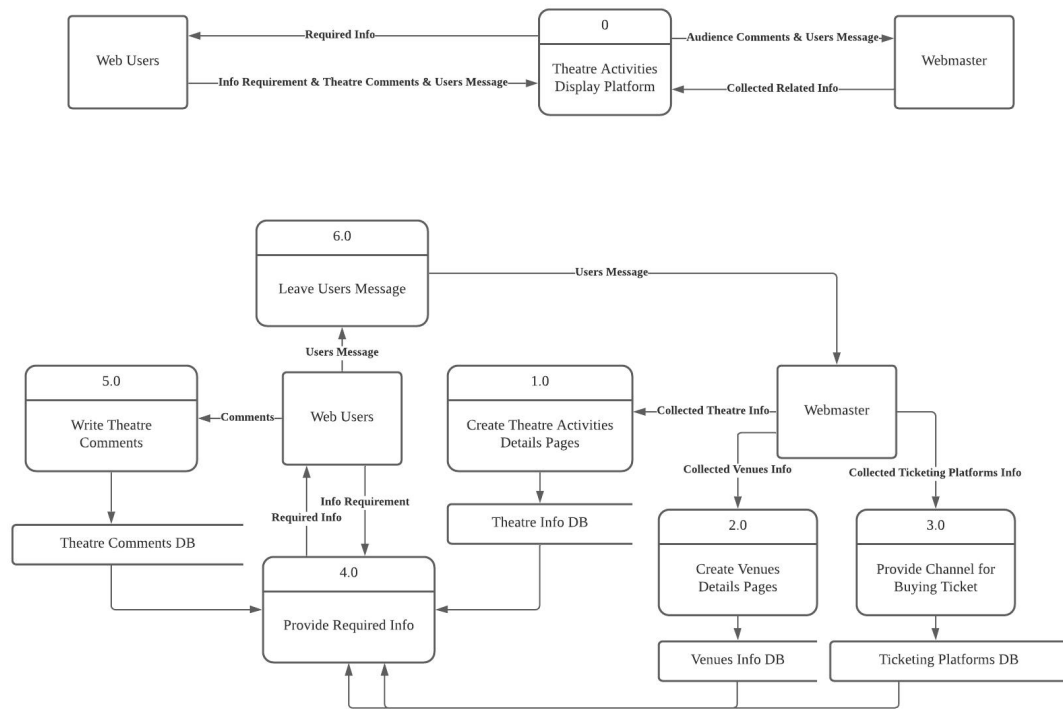 0
Required Info
Audience Comments & Users Message
Web Users
Theatre Activities
Display Platform
Webmaster
Info Requirement & Theatre Comments & Users Message
Collected Related Info
6.0
Leave Users Message
Users Message
Users Message
5.0
Write Theatre
Comments
Comments
Web Users
1.0
Create Theatre Activities
Details Pages
Collected Theatre Info
Webmaster
Collected Venues Info
Collected Ticketing Platforms Info
Info Requirement
Required Info
Theatre Comments DB
Theatre Info DB
2.0
Create Venues
Details Pages
3.0
Provide Channel for
Buying Ticket
4.0
Provide Required Info
Venues Info DB
Ticketing Platforms DB